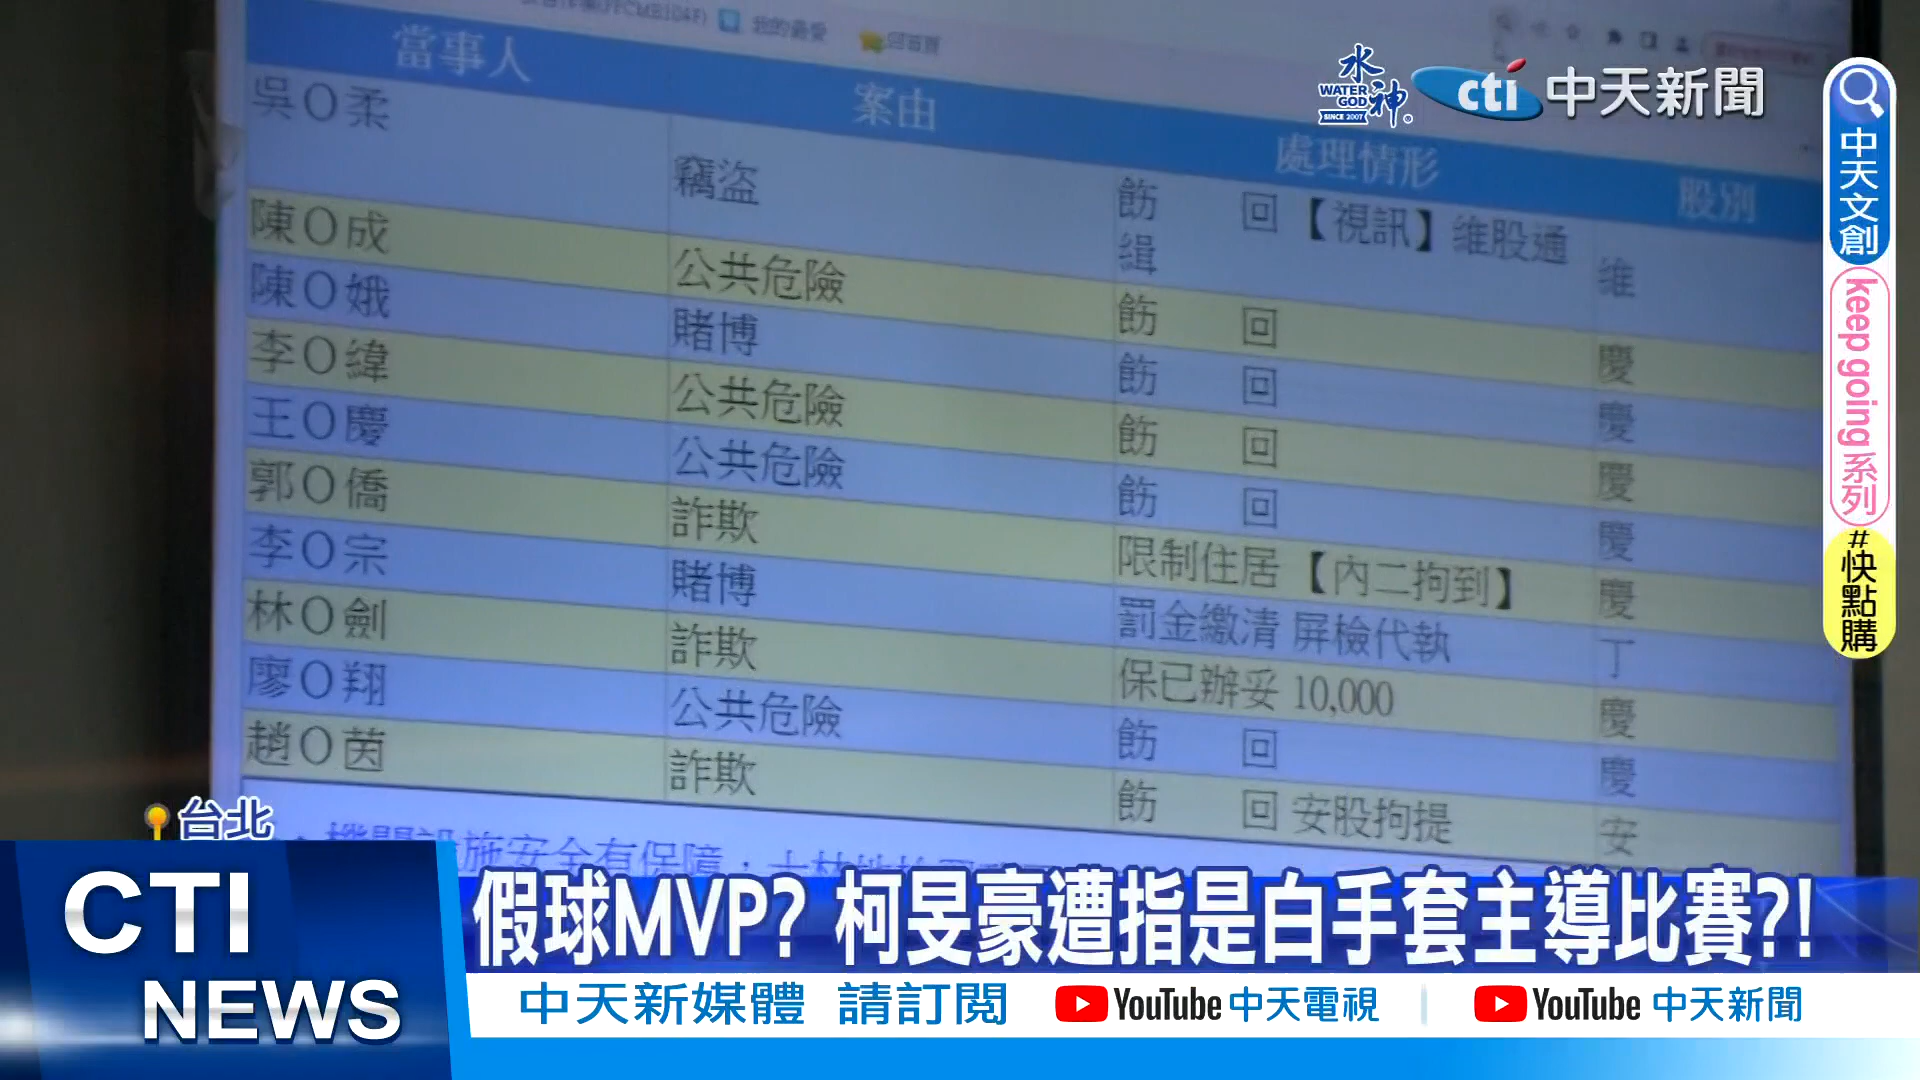 我的最愛
回首頁
當事人 案由 處理情形 股別
吳O柔 竊盜 飭 回【視訊】維股通緝 維
陳O成 公共危險 飭 回 慶
陳O娥 賭博 飭 回 慶
李O緯 公共危險 飭 回 慶
王O慶 公共危險 飭 回 慶
郭O僑 詐欺 限制住居【內二拘到】 慶
李O宗 賭博 罰金繳清 屏檢代執 丁
林O劍 詐欺 保已辦妥 10,000 慶
廖O翔 公共危險 飭 回 慶
趙O茵 詐欺 飭 回 安股拘提 安
水神
WATER GOD
SINCE 2007
cti 中天新聞
中天文創
keep going系列
#快點購
台北
CTI NEWS
假球MVP? 柯旻豪遭指是白手套主導比賽?!
中天新媒體 請訂閱 YouTube 中天電視 | YouTube 中天新聞